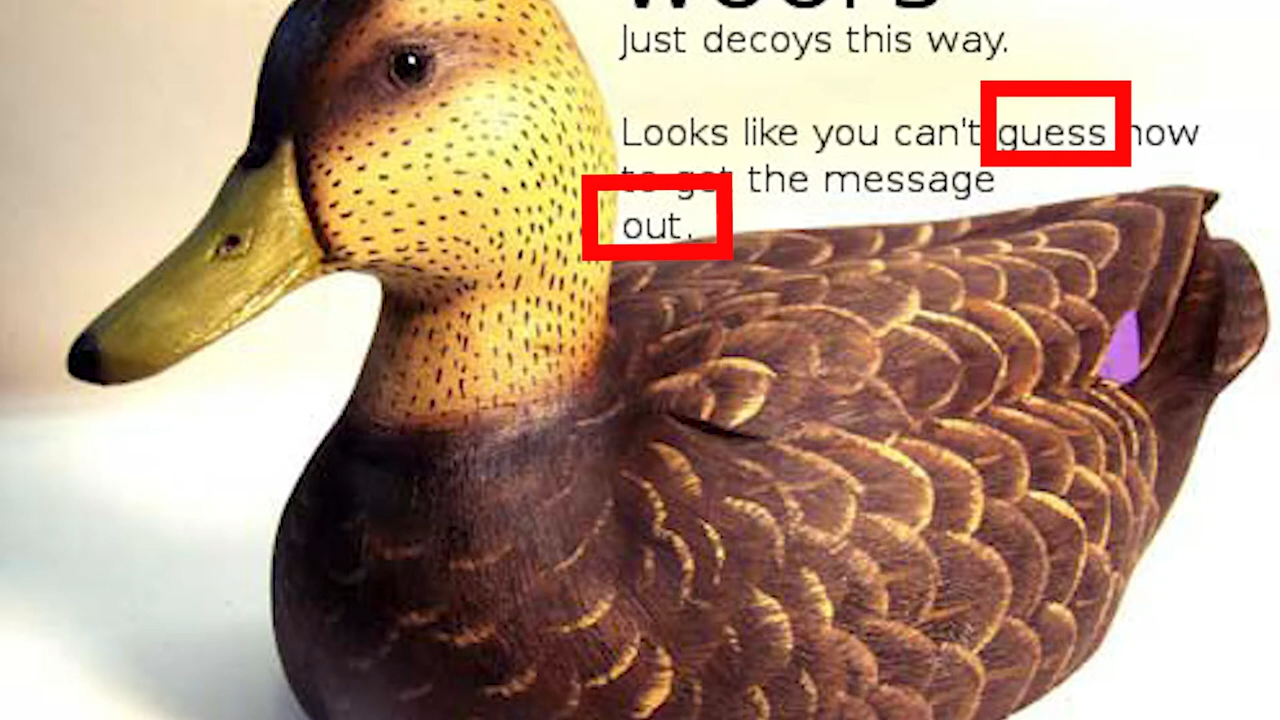 Just decoys this way.
Looks like you can't guess how
to get the message
out.